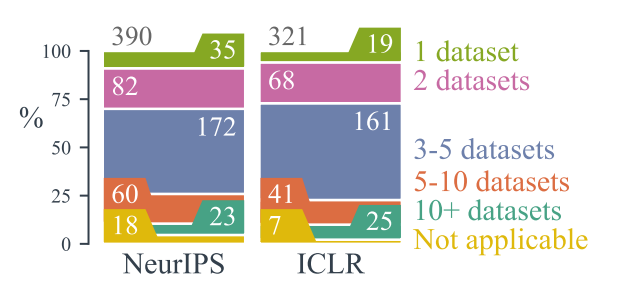 390
35
321
19
1 dataset
100
82
68
2 datasets
75
%
172
161
3-5 datasets
50
60
41
5-10 datasets
25
18
23
7
25
10+ datasets
Not applicable
0
NeurIPS
ICLR